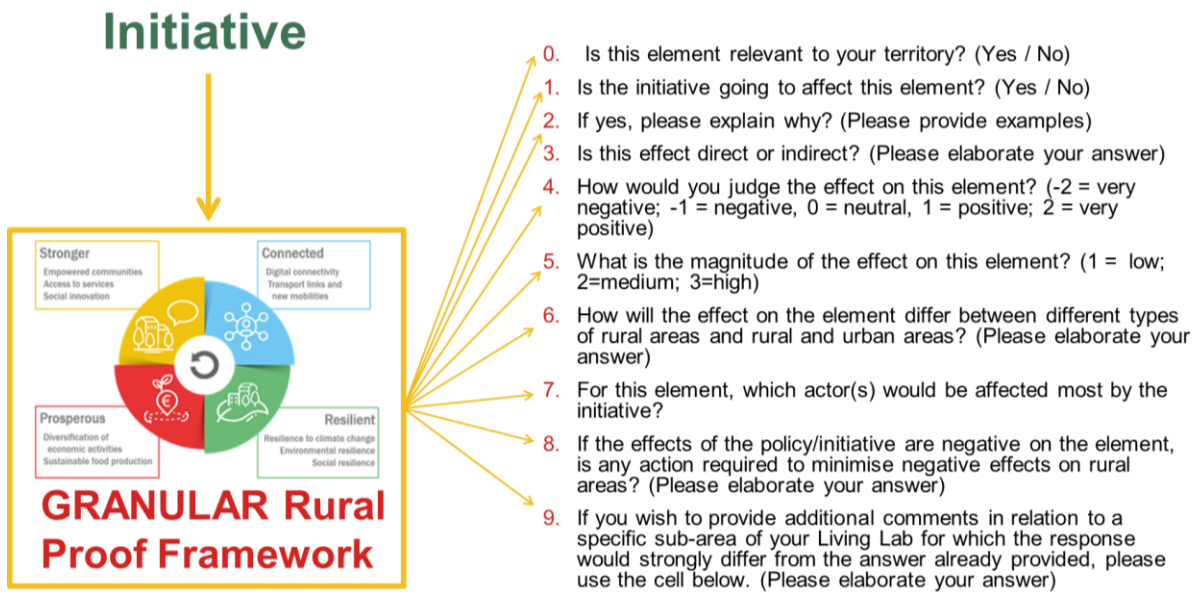 Initiative
Stronger
Empowered communities
Access to services
Social innovation
Connected
Digital connectivity
Transport links and
new mobilities
Prosperous
Diversification of
economic activities
Sustainable food production
Resilient
Resilience to climate change
Environmental resilience
Social resilience
€
GRANULAR Rural
Proof Framework
0. Is this element relevant to your territory? (Yes / No)
1. Is the initiative going to affect this element? (Yes / No)
2. If yes, please explain why? (Please provide examples)
3. Is this effect direct or indirect? (Please elaborate your answer)
4. How would you judge the effect on this element? (-2 = very
negative; -1 = negative, 0 = neutral, 1 = positive; 2 = very
positive)
5. What is the magnitude of the effect on this element? (1 = low;
2=medium; 3=high)
6. How will the effect on the element differ between different types
of rural areas and rural and urban areas? (Please elaborate your
answer)
7. For this element, which actor(s) would be affected most by the
initiative?
8. If the effects of the policy/initiative are negative on the element,
is any action required to minimise negative effects on rural
areas? (Please elaborate your answer)
9. If you wish to provide additional comments in relation to a
specific sub-area of your Living Lab for which the response
would strongly differ from the answer already provided, please
use the cell below. (Please elaborate your answer)